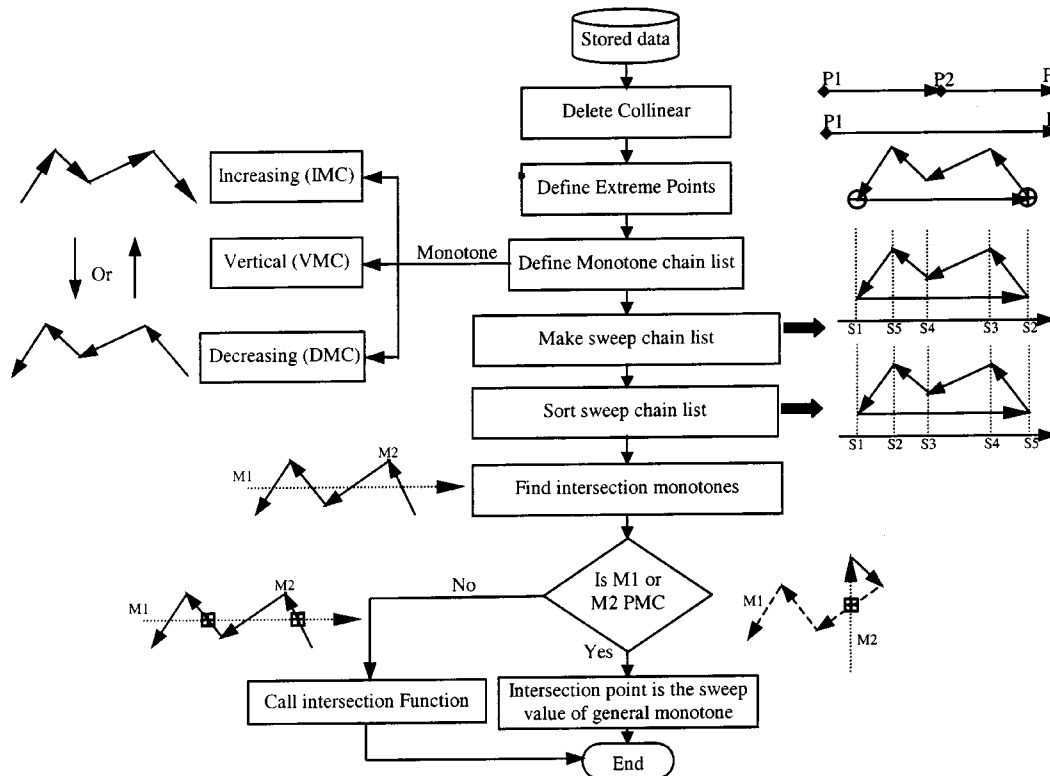 Stored data
Delete Collinear
P1 P2 P
P1
Define Extreme Points
Increasing (IMC)
Vertical (VMC)
Monotone
Define Monotone chain list
Or
S1 S5 S4 S3 S2
Make sweep chain list
Decreasing (DMC)
Sort sweep chain list
S1 S2 S3 S4 S5
M1 M2
Find intersection monotones
Is M1 or
M2 PMC
No
M1 M2
M1
M2
Yes
Call intersection Function
Intersection point is the sweep
value of general monotone
End